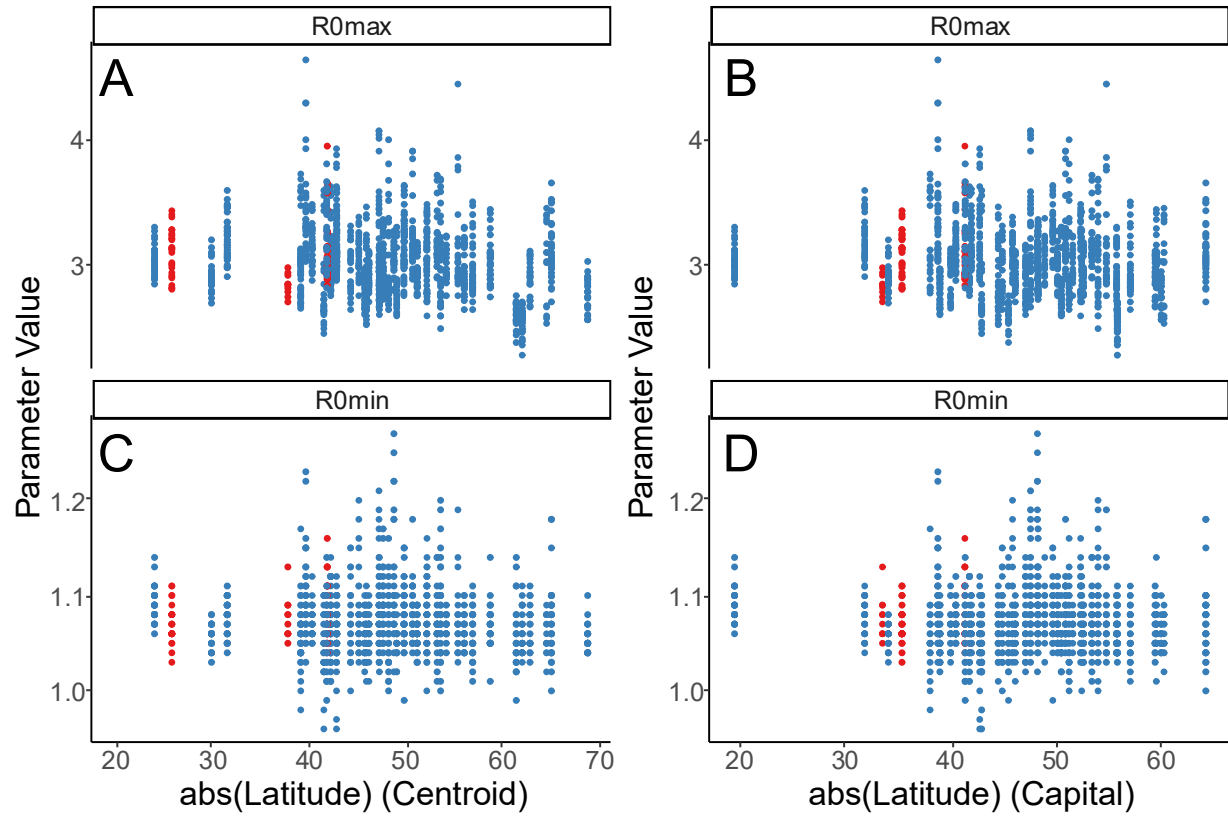 R0max
R0max
A
B
4
3
4
3
R0min
R0min
C
D
1.2
1.1
1.0
1.2
1.1
1.0
20 30 40 50 60 70
20 30 40 50 60
Parameter Value
Parameter Value
abs(Latitude) (Centroid)
abs(Latitude) (Capital)